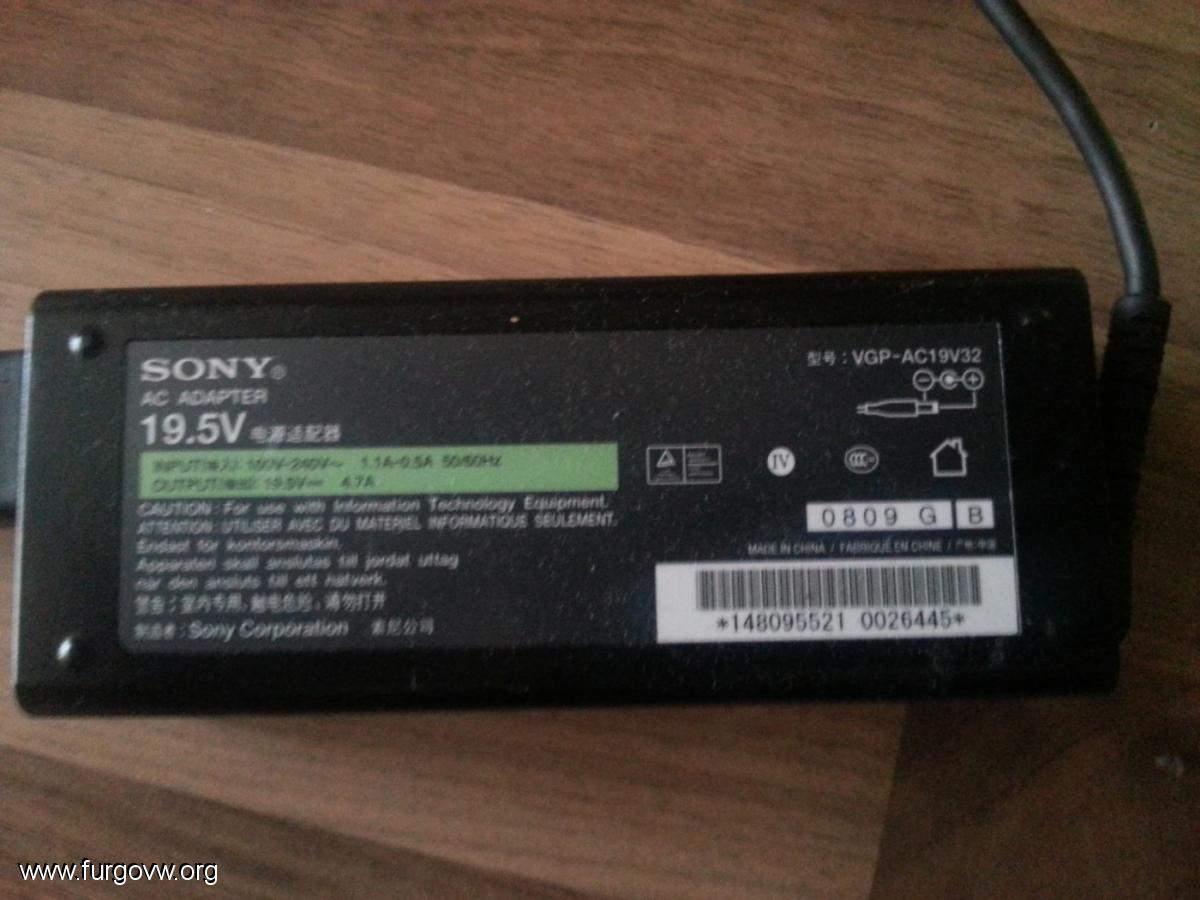 SONY®
AC ADAPTER
19.5V 电源适配器
INPUT(输入): 100V-240V~ 1.1A-0.5A 50/60Hz
OUTPUT(输出): 19.5V⎓ 4.7A
CAUTION: For use with Information Technology Equipment.
ATTENTION: UTILISER AVEC DU MATERIEL INFORMATIQUE SEULEMENT.
Endast för kontorsmaskin.
Apparaten skall anslutas till jordat uttag
när den ansluts till ett nätverk.
警告：室内专用，触电危险，请勿打开
制造者：Sony Corporation 索尼公司
型号：VGP-AC19V32
IV
CCC
0809 G B
MADE IN CHINA / FABRIQUÉ EN CHINE / 产地:中国
*148095521 0026445*
www.furgovw.org